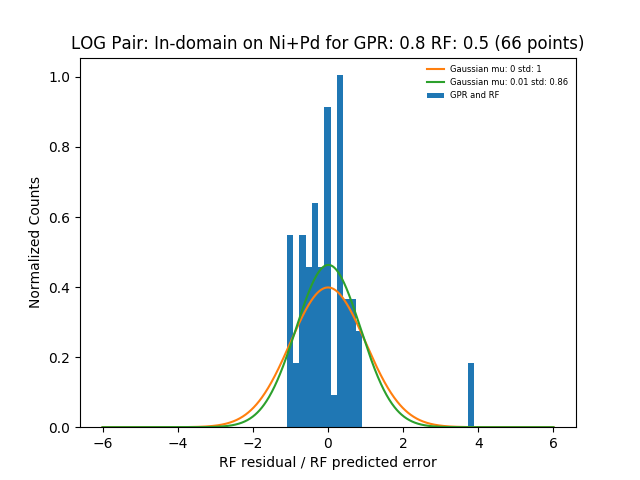 LOG Pair: In-domain on Ni+Pd for GPR: 0.8 RF: 0.5 (66 points)
Gaussian mu: 0 std: 1
Gaussian mu: 0.01 std: 0.86
GPR and RF
1.0
0.8
0.6
0.4
0.2
0.0
Normalized Counts
−6
−4
−2
0
2
4
6
RF residual / RF predicted error